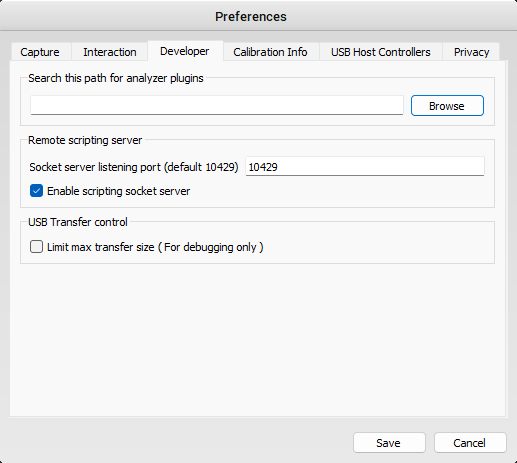 Preferences
Capture Interaction Developer Calibration Info USB Host Controllers Privacy
Search this path for analyzer plugins
Browse
Remote scripting server
Socket server listening port (default 10429) 10429
Enable scripting socket server
USB Transfer control
Limit max transfer size ( For debugging only )
Save Cancel